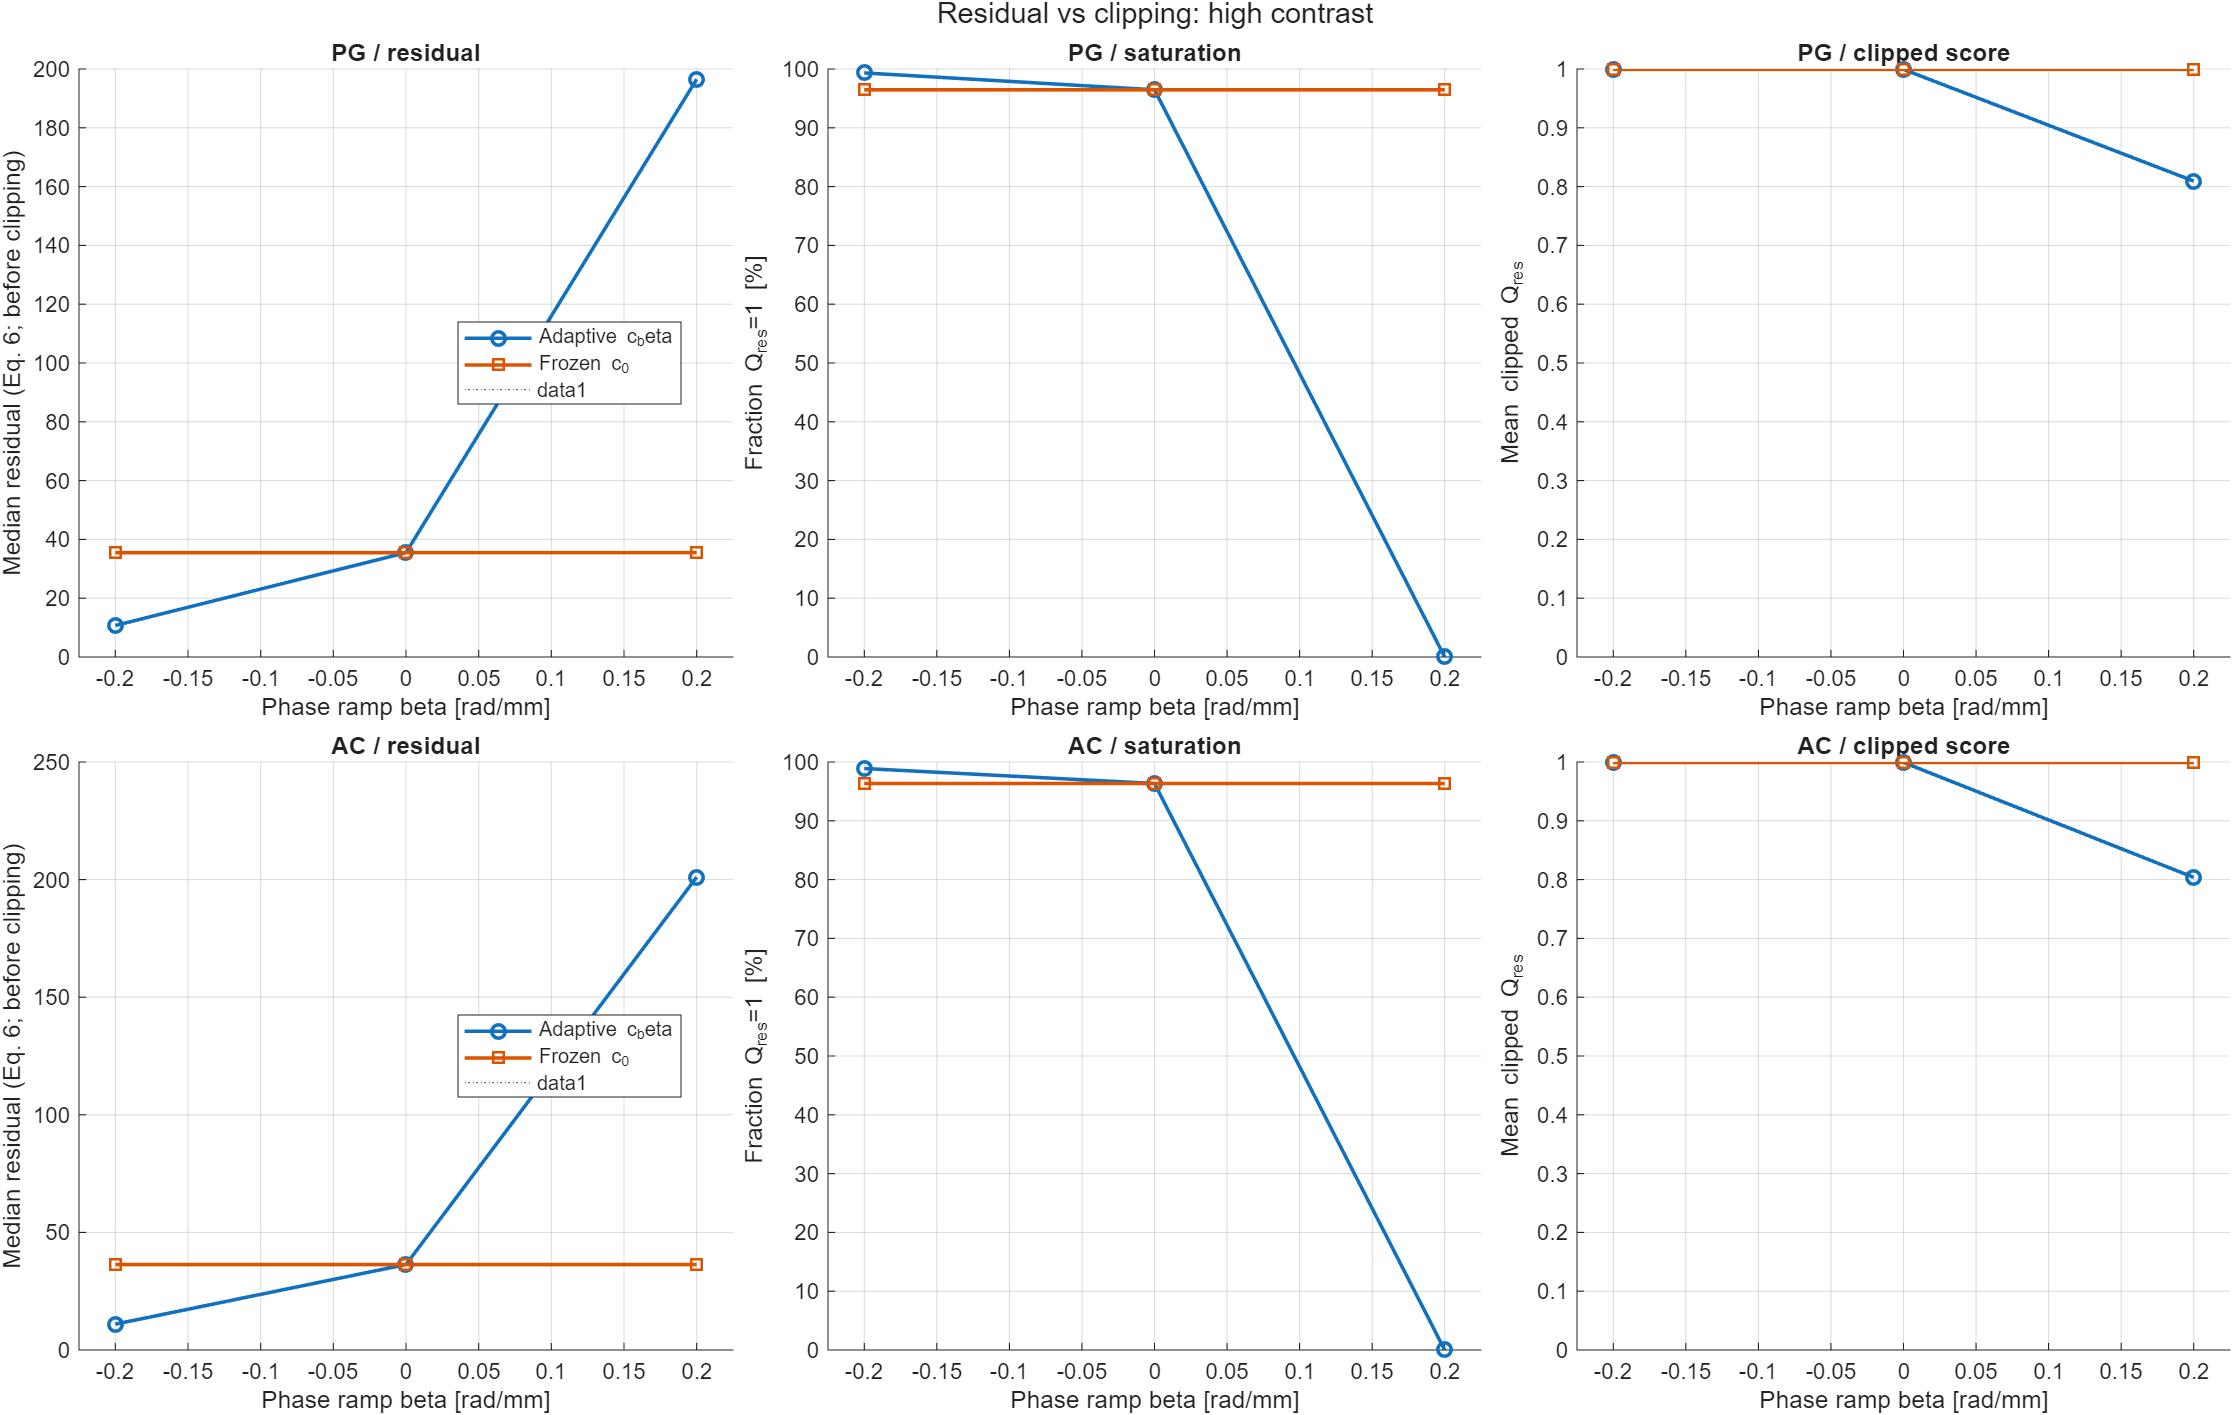 Residual vs clipping: high contrast
PG / residual
Median residual (Eq. 6; before clipping)
200
180
160
140
120
100
80
60
40
20
0
Adaptive c_beta
Frozen c_0
data1
-0.2 -0.15 -0.1 -0.05 0 0.05 0.1 0.15 0.2
Phase ramp beta [rad/mm]
PG / saturation
Fraction Q_res=1 [%]
100
90
80
70
60
50
40
30
20
10
0
-0.2 -0.15 -0.1 -0.05 0 0.05 0.1 0.15 0.2
Phase ramp beta [rad/mm]
PG / clipped score
Mean clipped Q_res
1
0.9
0.8
0.7
0.6
0.5
0.4
0.3
0.2
0.1
0
-0.2 -0.15 -0.1 -0.05 0 0.05 0.1 0.15 0.2
Phase ramp beta [rad/mm]
AC / residual
Median residual (Eq. 6; before clipping)
250
200
150
100
50
0
Adaptive c_beta
Frozen c_0
data1
-0.2 -0.15 -0.1 -0.05 0 0.05 0.1 0.15 0.2
Phase ramp beta [rad/mm]
AC / saturation
Fraction Q_res=1 [%]
100
90
80
70
60
50
40
30
20
10
0
-0.2 -0.15 -0.1 -0.05 0 0.05 0.1 0.15 0.2
Phase ramp beta [rad/mm]
AC / clipped score
Mean clipped Q_res
1
0.9
0.8
0.7
0.6
0.5
0.4
0.3
0.2
0.1
0
-0.2 -0.15 -0.1 -0.05 0 0.05 0.1 0.15 0.2
Phase ramp beta [rad/mm]